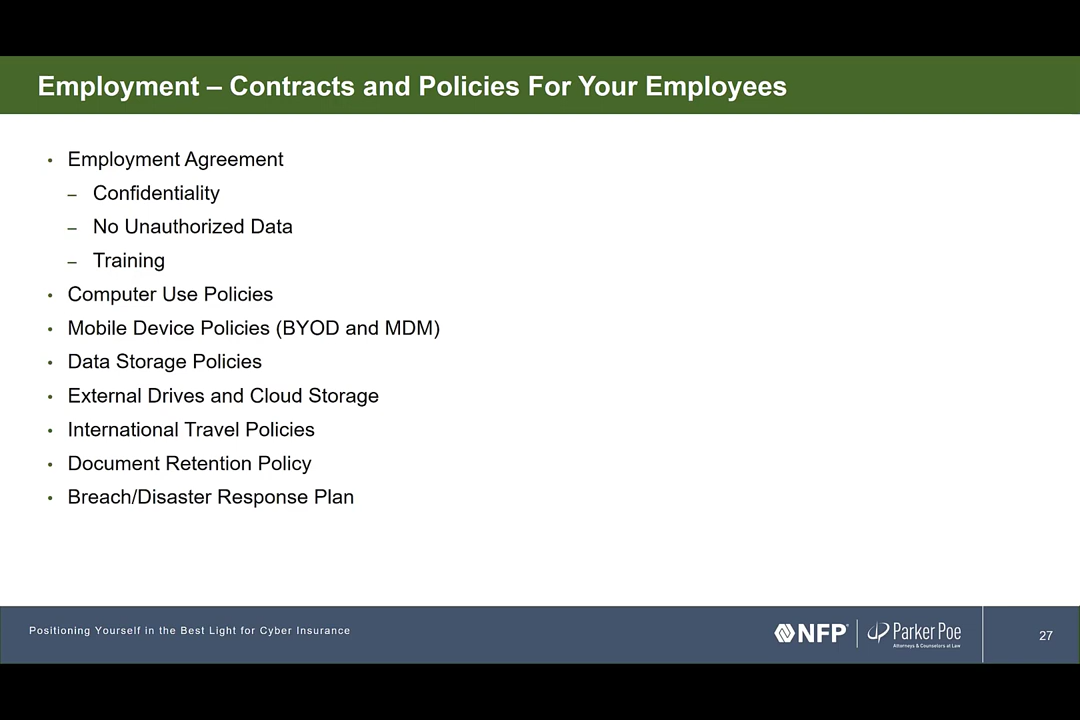 Employment – Contracts and Policies For Your Employees
• Employment Agreement
– Confidentiality
– No Unauthorized Data
– Training
• Computer Use Policies
• Mobile Device Policies (BYOD and MDM)
• Data Storage Policies
• External Drives and Cloud Storage
• International Travel Policies
• Document Retention Policy
• Breach/Disaster Response Plan
Positioning Yourself in the Best Light for Cyber Insurance
NFP
Parker Poe
Attorneys & Counselors at Law
27